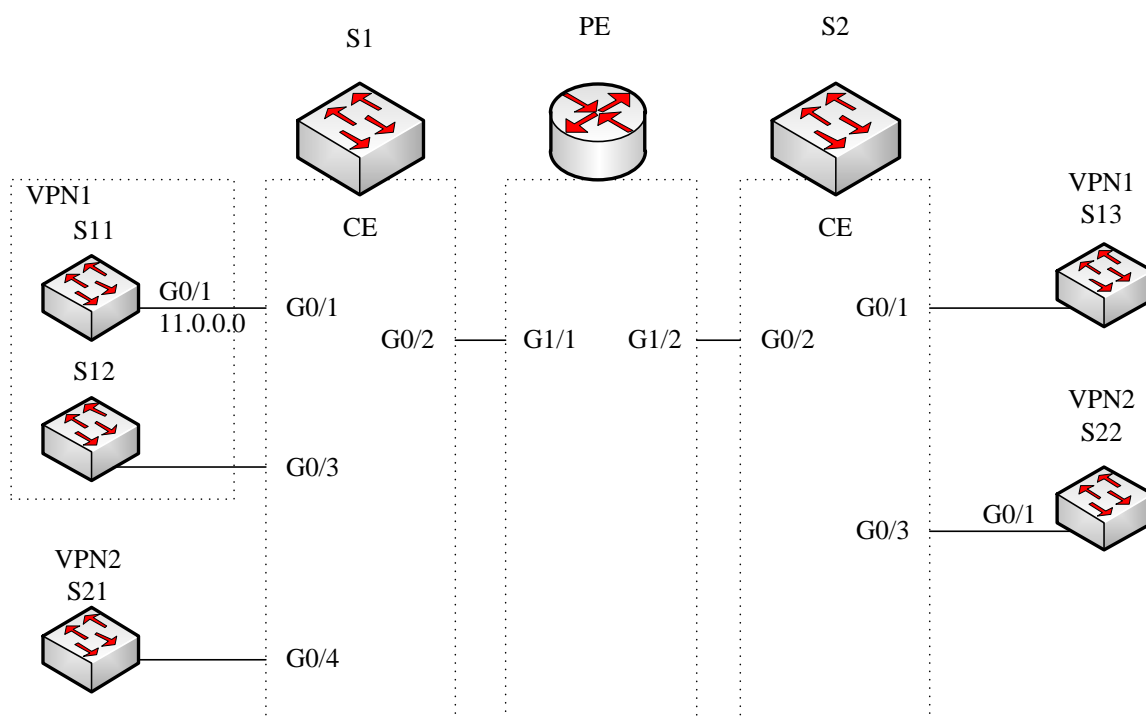 S1
PE
S2
VPN1
S11
G0/1
11.0.0.0
S12
VPN2
S21
CE
G0/1
G0/2
G0/3
G0/4
G1/1
G1/2
CE
G0/1
G0/2
G0/3
VPN1
S13
VPN2
S22
G0/1